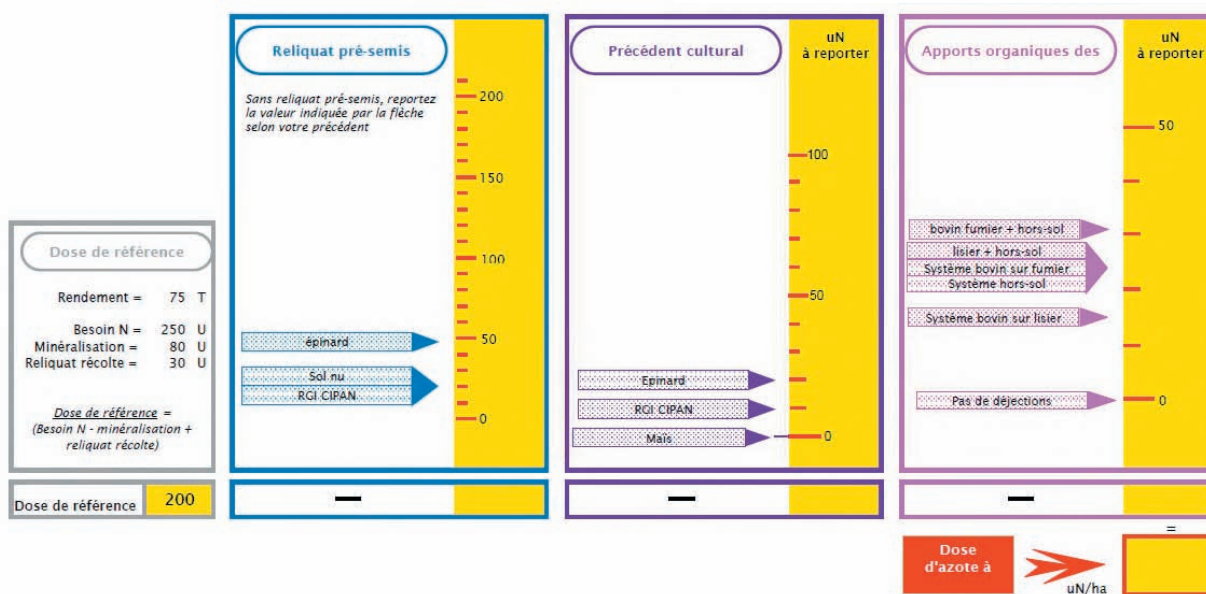 Dose de référence
Rendement = 75 T
Besoin N = 250 U
Minéralisation = 80 U
Reliquat récolte = 30 U
Dose de référence =
(Besoin N - minéralisation +
reliquat récolte)
Dose de référence 200
Reliquat pré-semis
Sans reliquat pré-semis, reportez
la valeur indiquée par la flèche
selon votre précédent
200
150
100
50
0
épinard
Sol nu
RGI CIPAN
—
Précédent cultural
uN
à reporter
100
50
0
Epinard
RGI CIPAN
Maïs
—
Apports organiques des
uN
à reporter
50
0
bovin fumier + hors-sol
lisier + hors-sol
Système bovin sur fumier
Système hors-sol
Système bovin sur lisier
Pas de déjections
—
=
Dose
d'azote à
uN/ha